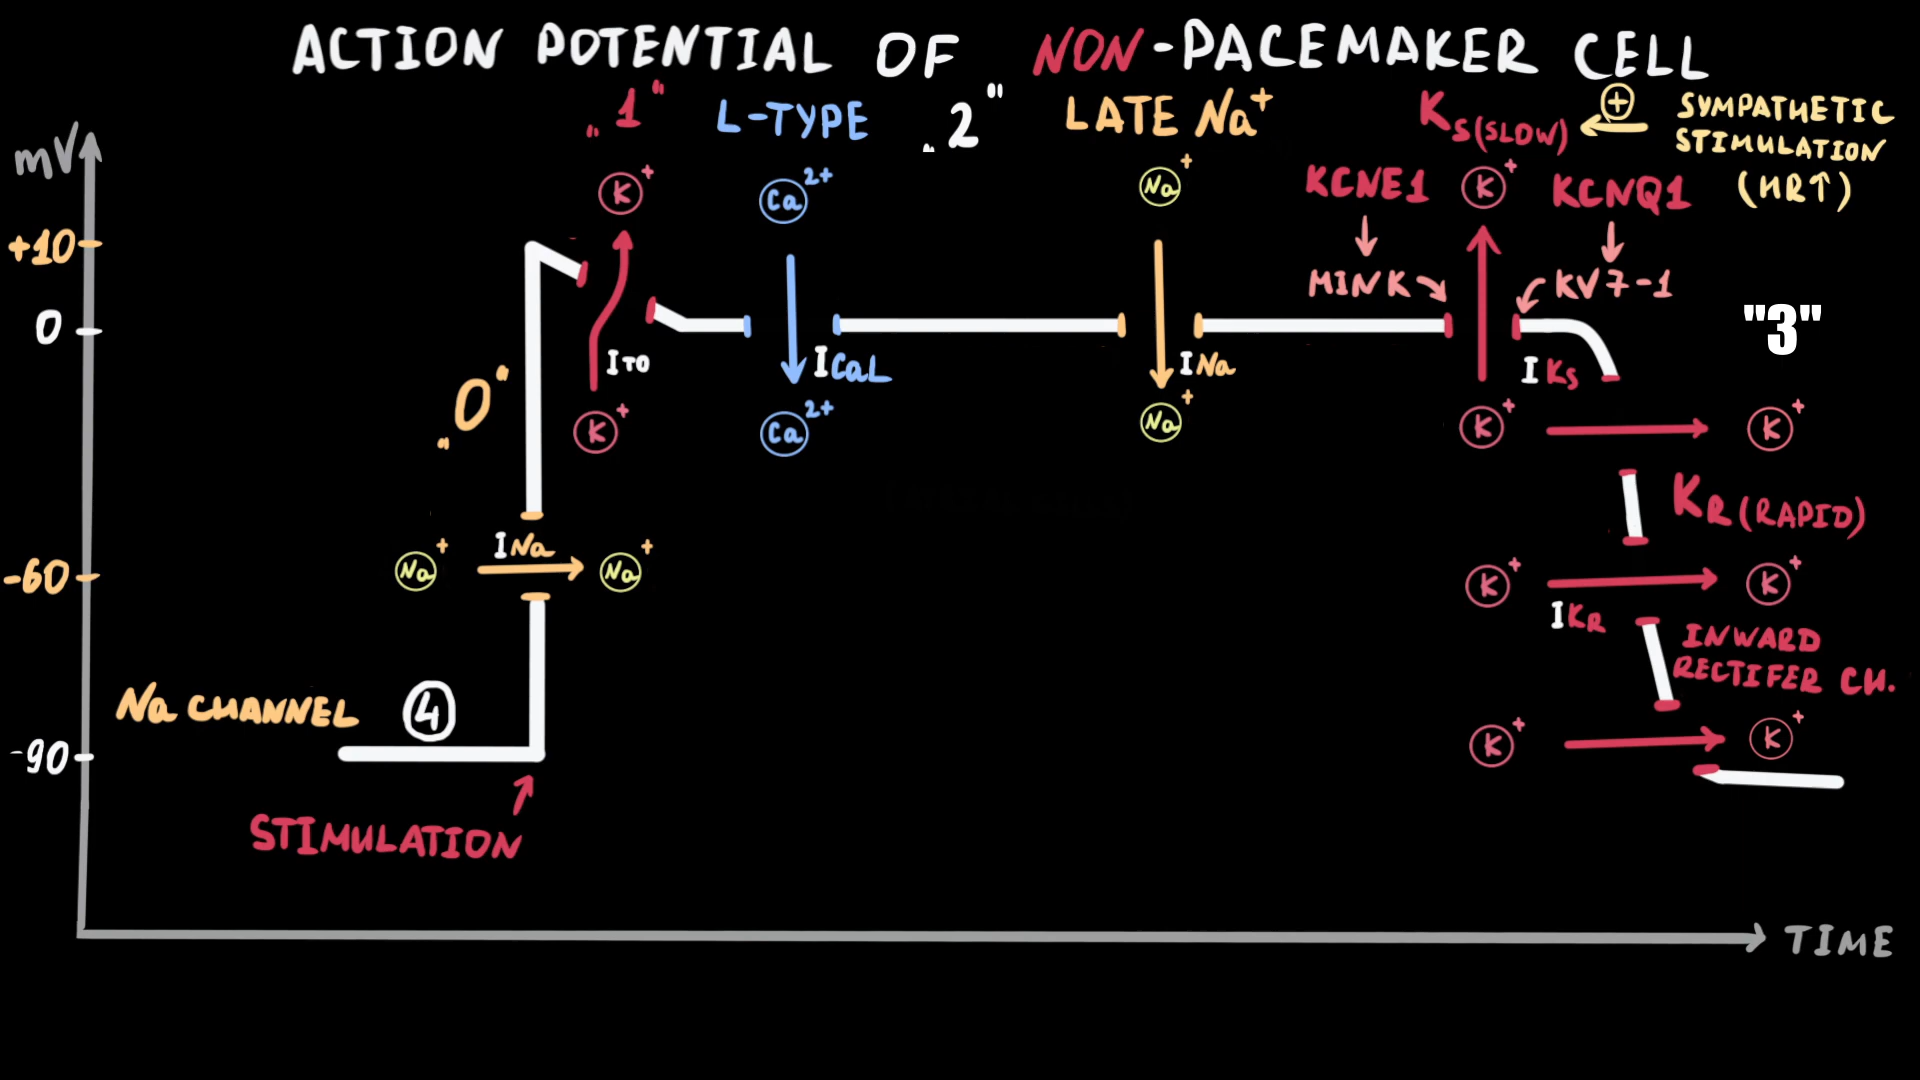 ACTION POTENTIAL OF NON-PACEMAKER CELL
mV
+10
0
-60
-90
„1"
K+
ITO
K+
L-TYPE
Ca2+
ICaL
Ca2+
„2"
LATE Na+
Na+
INa
Na+
KS(SLOW)
+
SYMPATHETIC
STIMULATION
(HR↑)
KCNE1
K+
KCNQ1
MINK
KV7-1
IKS
"3"
K+
K+
KR(RAPID)
K+
K+
IKR
INWARD
RECTIFER CH.
K+
K+
„0"
Na+
INa
Na+
Na CHANNEL
4
STIMULATION
TIME